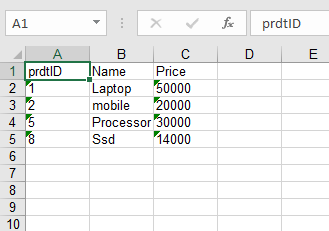 A1 fx prdtID
A B C D E
1 prdtID Name Price
2 1 Laptop 50000
3 2 mobile 20000
4 5 Processor 30000
5 8 Ssd 14000
6
7
8
9
10